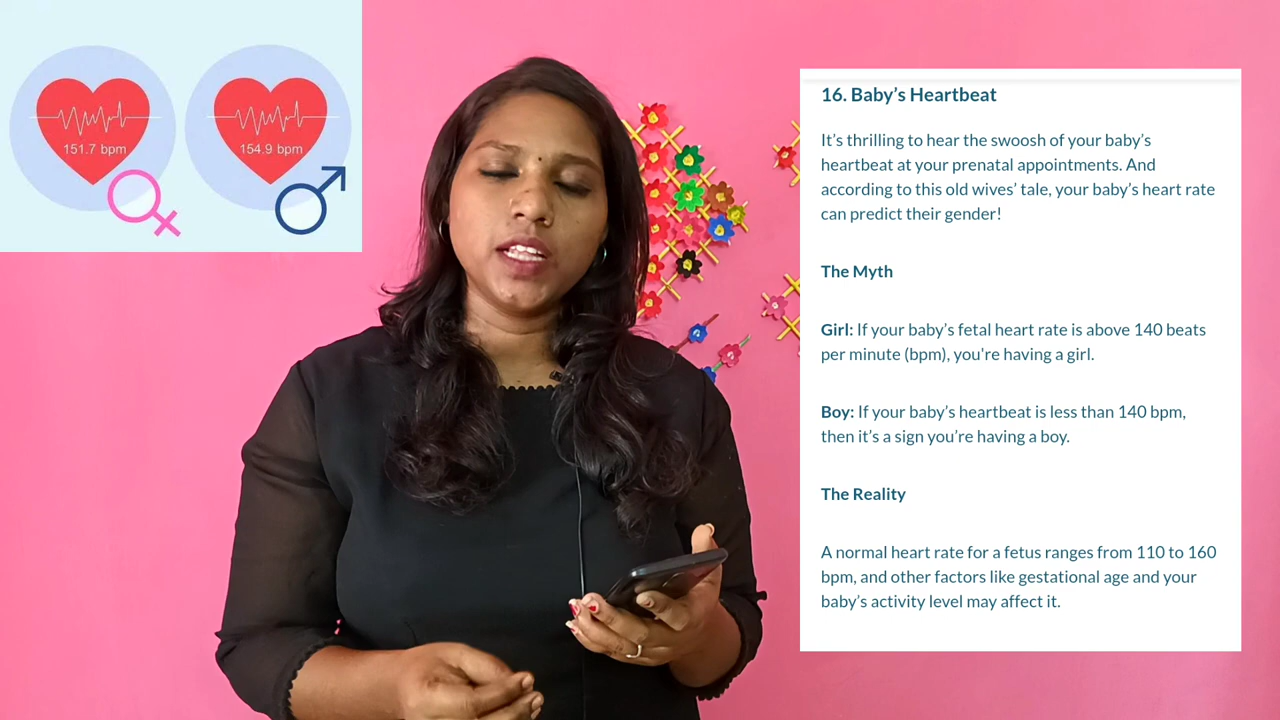 151.7 bpm
154.9 bpm
16. Baby’s Heartbeat
It’s thrilling to hear the swoosh of your baby’s
heartbeat at your prenatal appointments. And
according to this old wives’ tale, your baby’s heart rate
can predict their gender!
The Myth
Girl: If your baby’s fetal heart rate is above 140 beats
per minute (bpm), you're having a girl.
Boy: If your baby’s heartbeat is less than 140 bpm,
then it’s a sign you’re having a boy.
The Reality
A normal heart rate for a fetus ranges from 110 to 160
bpm, and other factors like gestational age and your
baby’s activity level may affect it.